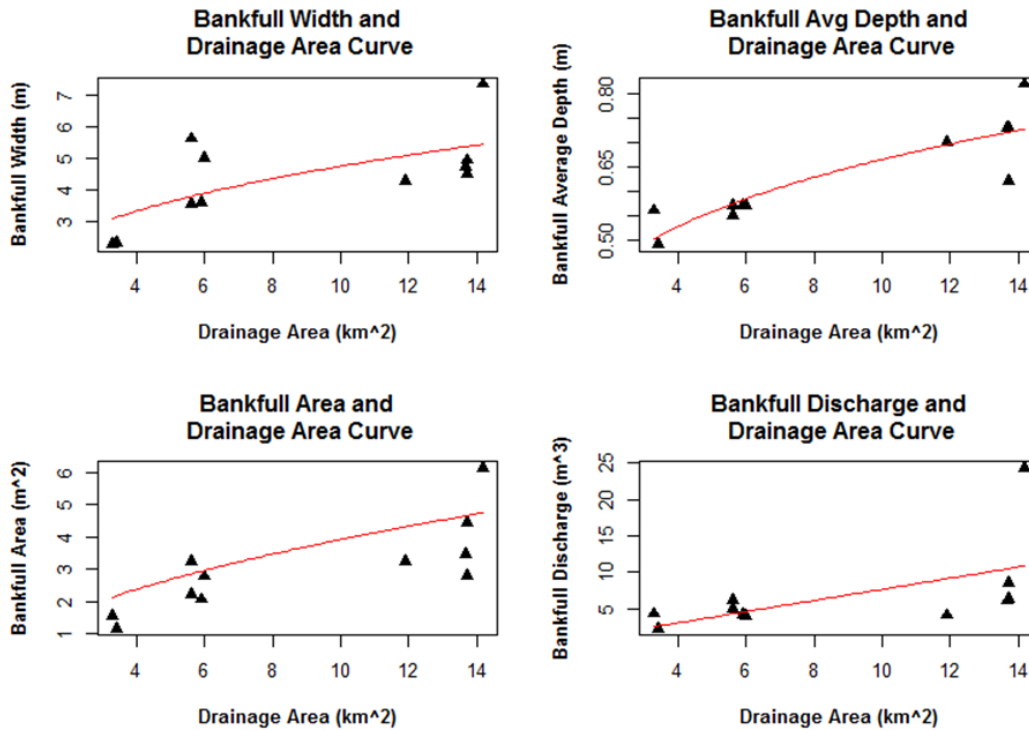 Bankfull Width and
Drainage Area Curve
Bankfull Width (m)
7
6
5
4
3
4 6 8 10 12 14
Drainage Area (km^2)
Bankfull Avg Depth and
Drainage Area Curve
Bankfull Average Depth (m)
0.80
0.65
0.50
4 6 8 10 12 14
Drainage Area (km^2)
Bankfull Area and
Drainage Area Curve
Bankfull Area (m^2)
6
5
4
3
2
1
4 6 8 10 12 14
Drainage Area (km^2)
Bankfull Discharge and
Drainage Area Curve
Bankfull Discharge (m^3)
25
20
15
10
5
4 6 8 10 12 14
Drainage Area (km^2)